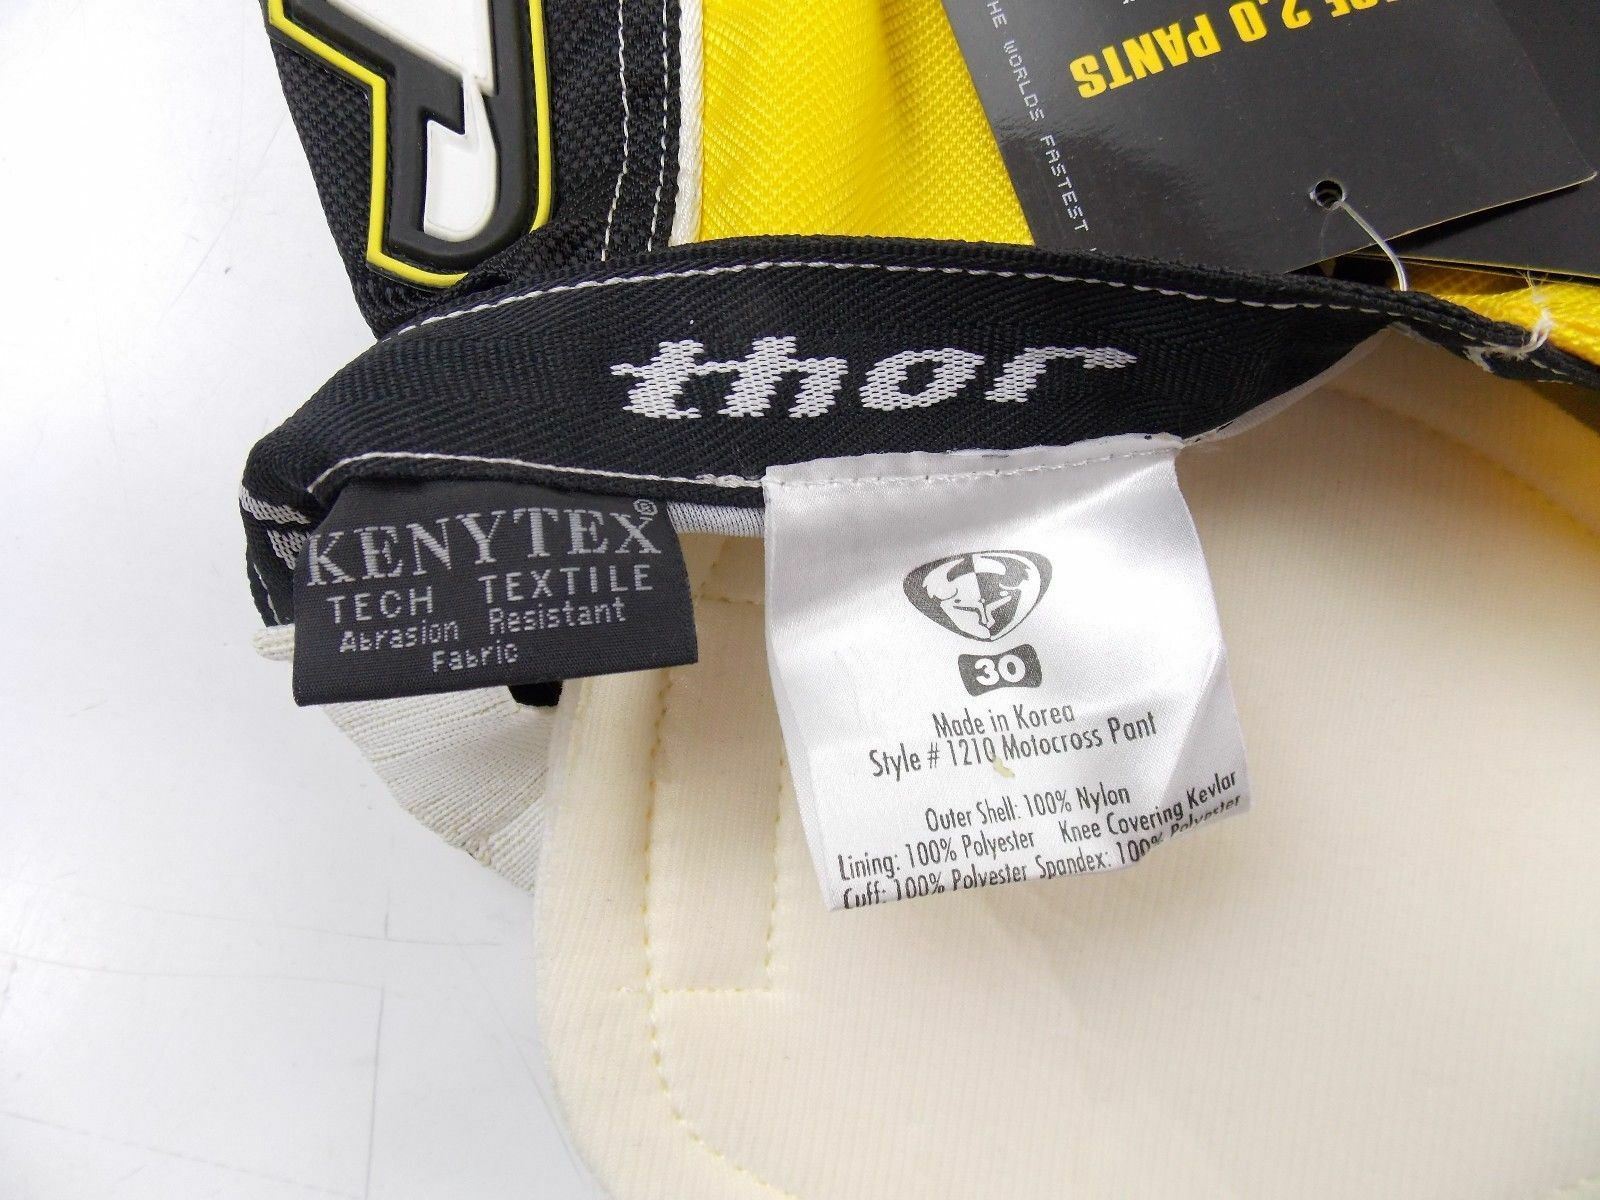 2.0 PANTS
THE WORLDS FASTEST
thor
KENYTEX®
TECH TEXTILE
Abrasion Resistant
Fabric
30
Made in Korea
Style # 1210 Motocross Pant
Outer Shell: 100% Nylon
Lining: 100% Polyester Knee Covering Kevlar
Cuff: 100% Polyester Spandex: 100% Polyester